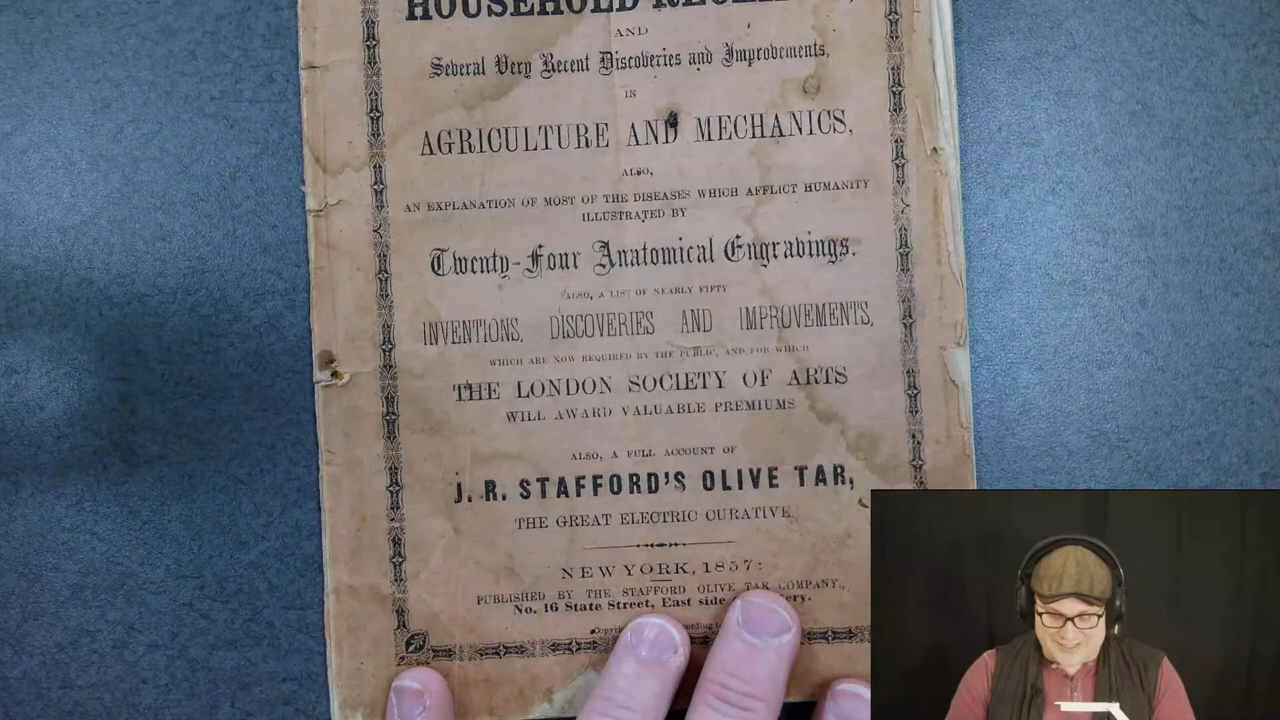 HOUSEHOLD
AND
Several Very Recent Discoveries and Improvements,
IN
AGRICULTURE AND MECHANICS,
ALSO,
AN EXPLANATION OF MOST OF THE DISEASES WHICH AFFLICT HUMANITY
ILLUSTRATED BY
Twenty-Four Anatomical Engravings.
ALSO, A LIST OF NEARLY FIFTY
INVENTIONS, DISCOVERIES AND IMPROVEMENTS,
WHICH ARE NOW REQUIRED BY THE PUBLIC, AND FOR WHICH
THE LONDON SOCIETY OF ARTS
WILL AWARD VALUABLE PREMIUMS
ALSO, A FULL ACCOUNT OF
J. R. STAFFORD'S OLIVE TAR,
THE GREAT ELECTRIC CURATIVE.
NEW YORK, 1857:
PUBLISHED BY THE STAFFORD OLIVE TAR COMPANY,
No. 16 State Street, East side